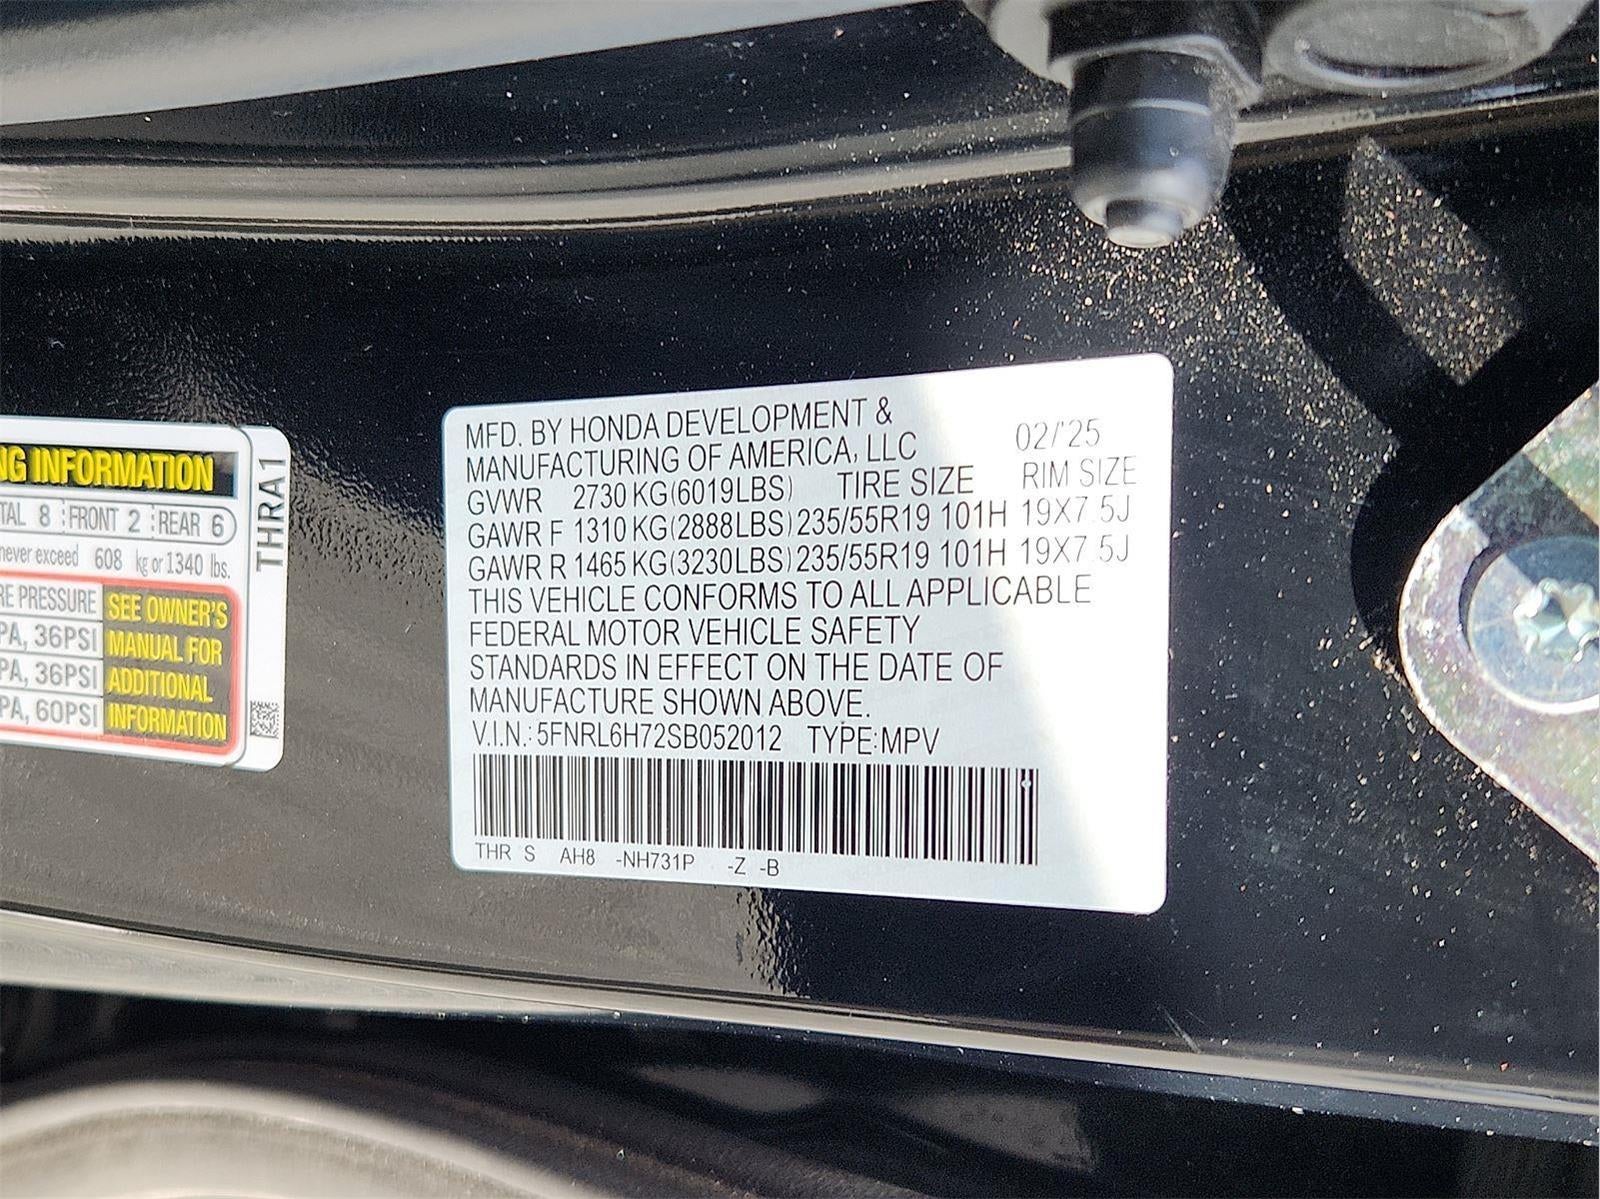 NG INFORMATION
TAL 8 FRONT 2 REAR 6
never exceed 608 kg or 1340 lbs.
RE PRESSURE
PA, 36PSI
PA, 36PSI
PA, 60PSI
SEE OWNER'S
MANUAL FOR
ADDITIONAL
INFORMATION
THRA1
MFD. BY HONDA DEVELOPMENT &
MANUFACTURING OF AMERICA, LLC 02/'25
GVWR 2730 KG(6019LBS) TIRE SIZE RIM SIZE
GAWR F 1310 KG(2888LBS) 235/55R19 101H 19X7.5J
GAWR R 1465 KG(3230LBS) 235/55R19 101H 19X7.5J
THIS VEHICLE CONFORMS TO ALL APPLICABLE
FEDERAL MOTOR VEHICLE SAFETY
STANDARDS IN EFFECT ON THE DATE OF
MANUFACTURE SHOWN ABOVE.
V.I.N.: 5FNRL6H72SB052012 TYPE:MPV
THR S AH8 -NH731P -Z -B